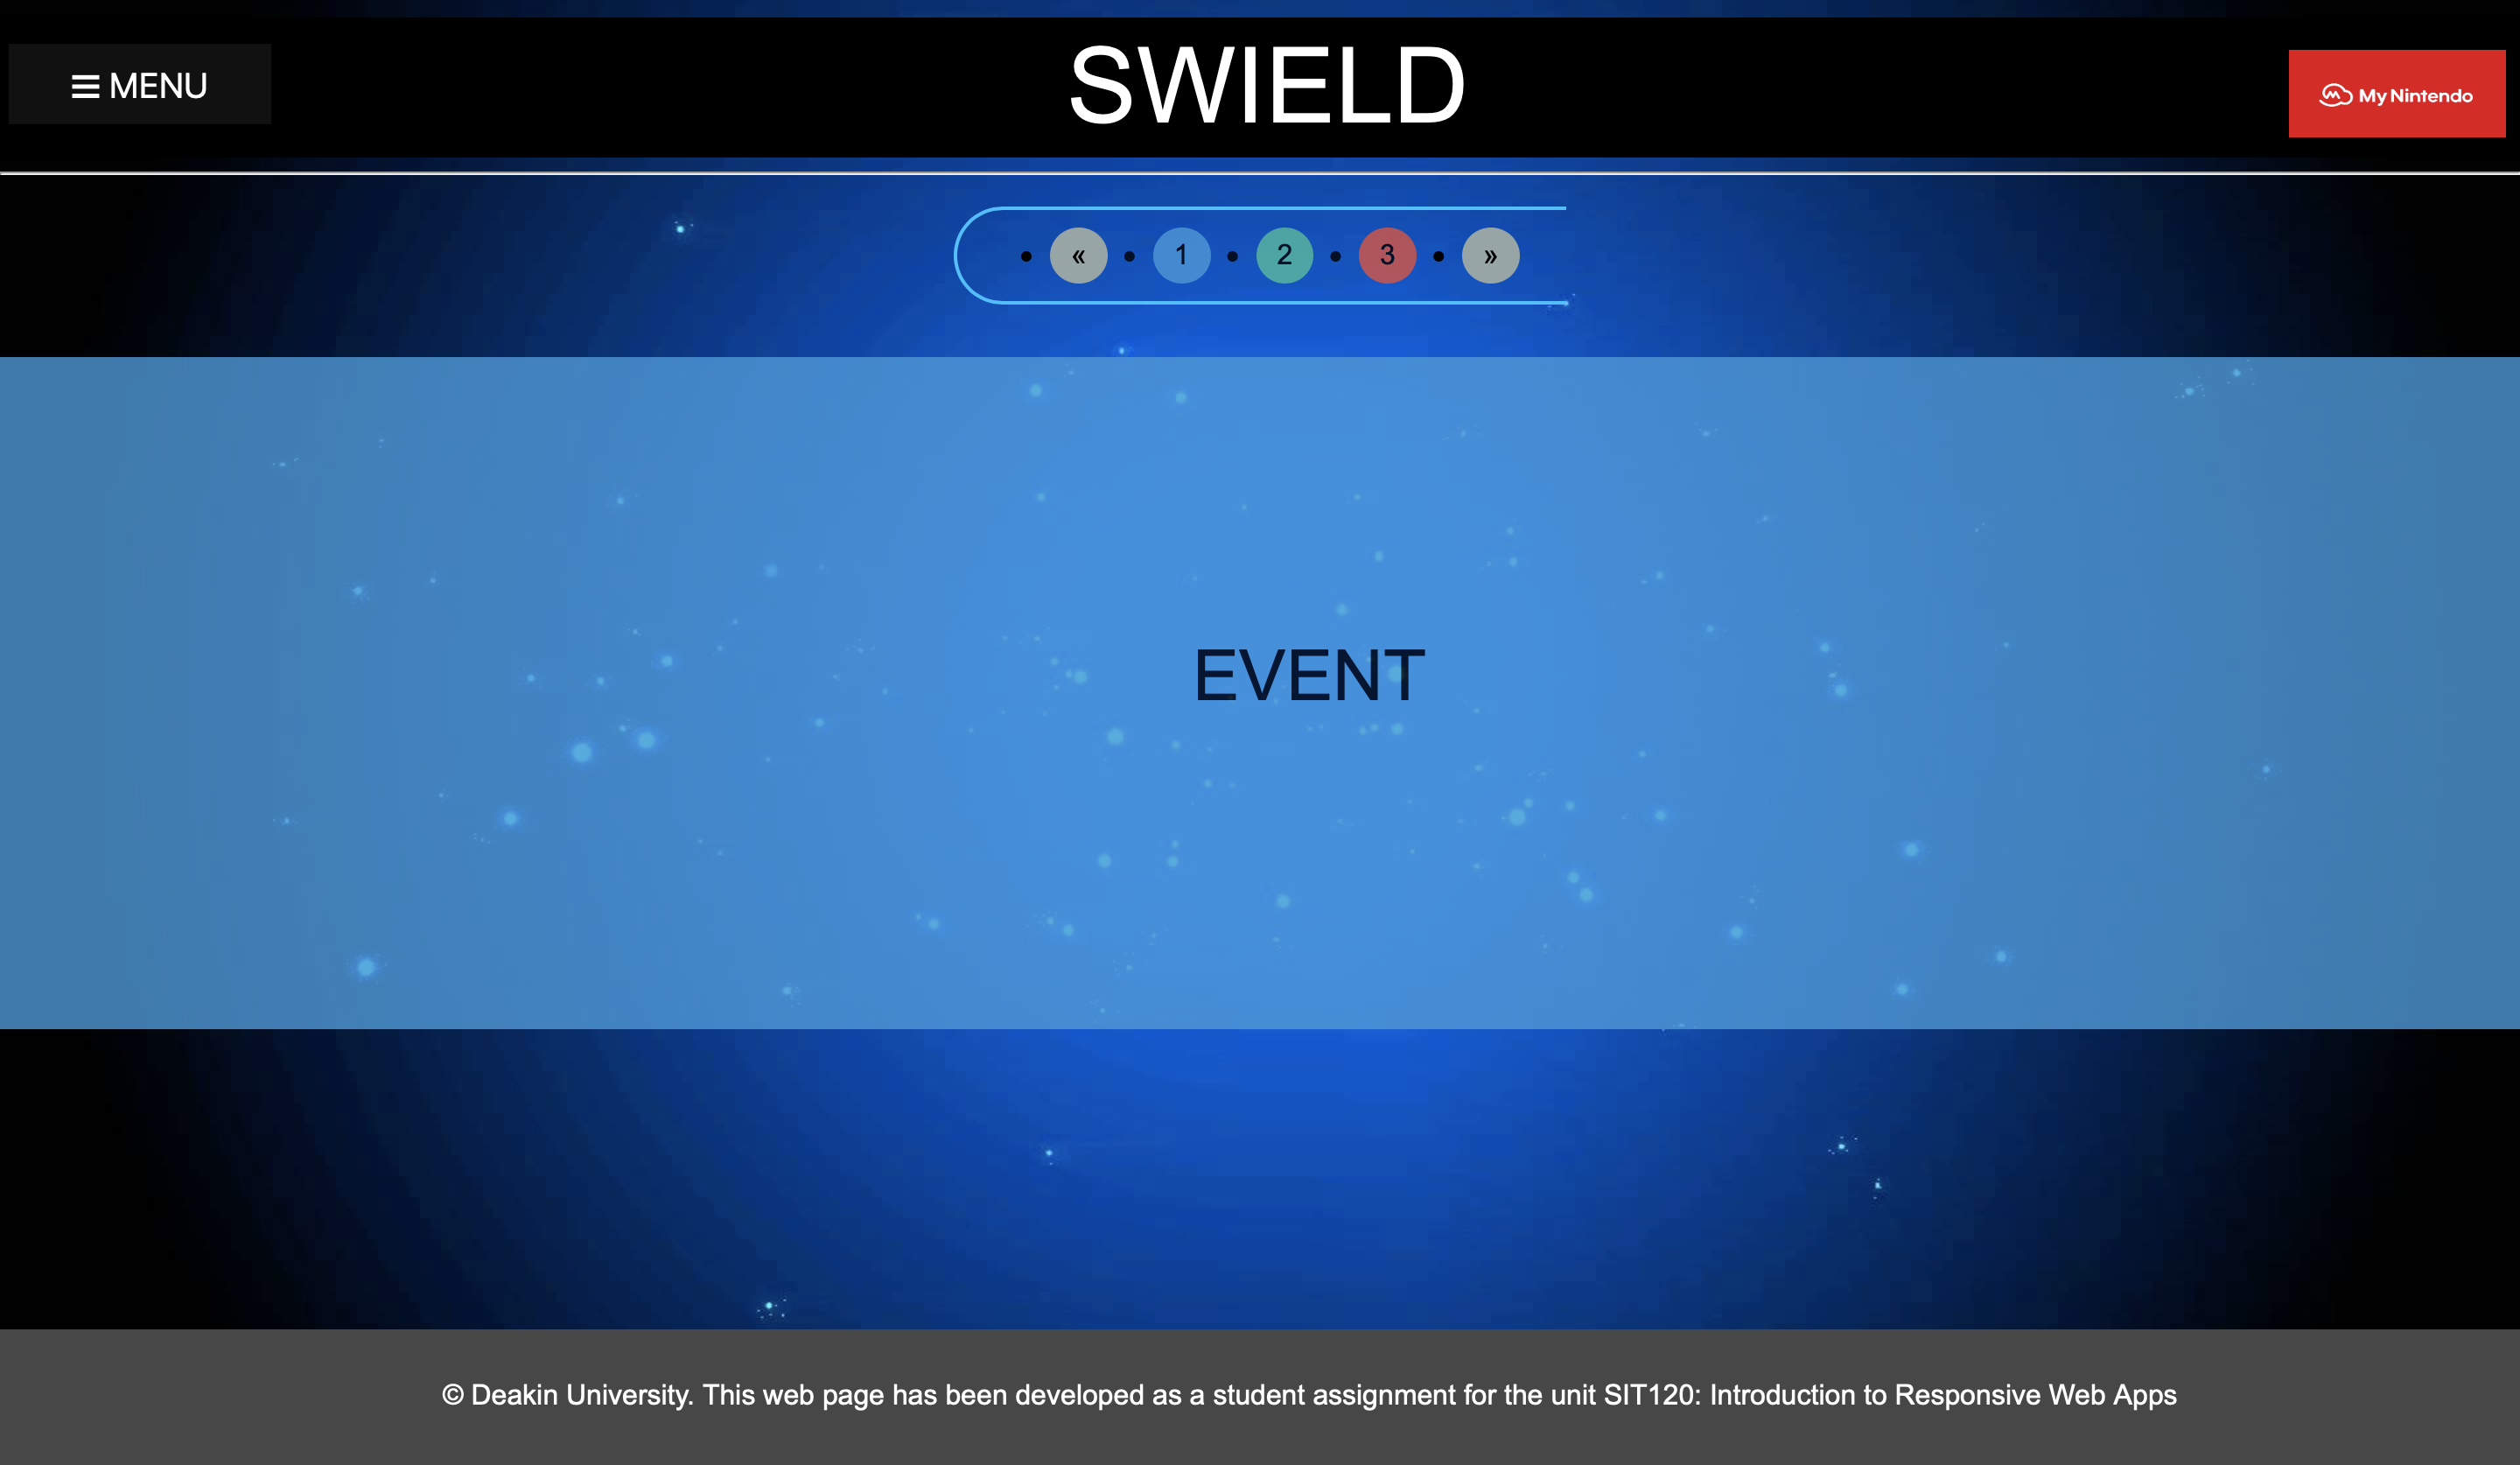 MENU
SWIELD
My Nintendo
« 1 2 3 »
EVENT
© Deakin University. This web page has been developed as a student assignment for the unit SIT120: Introduction to Responsive Web Apps